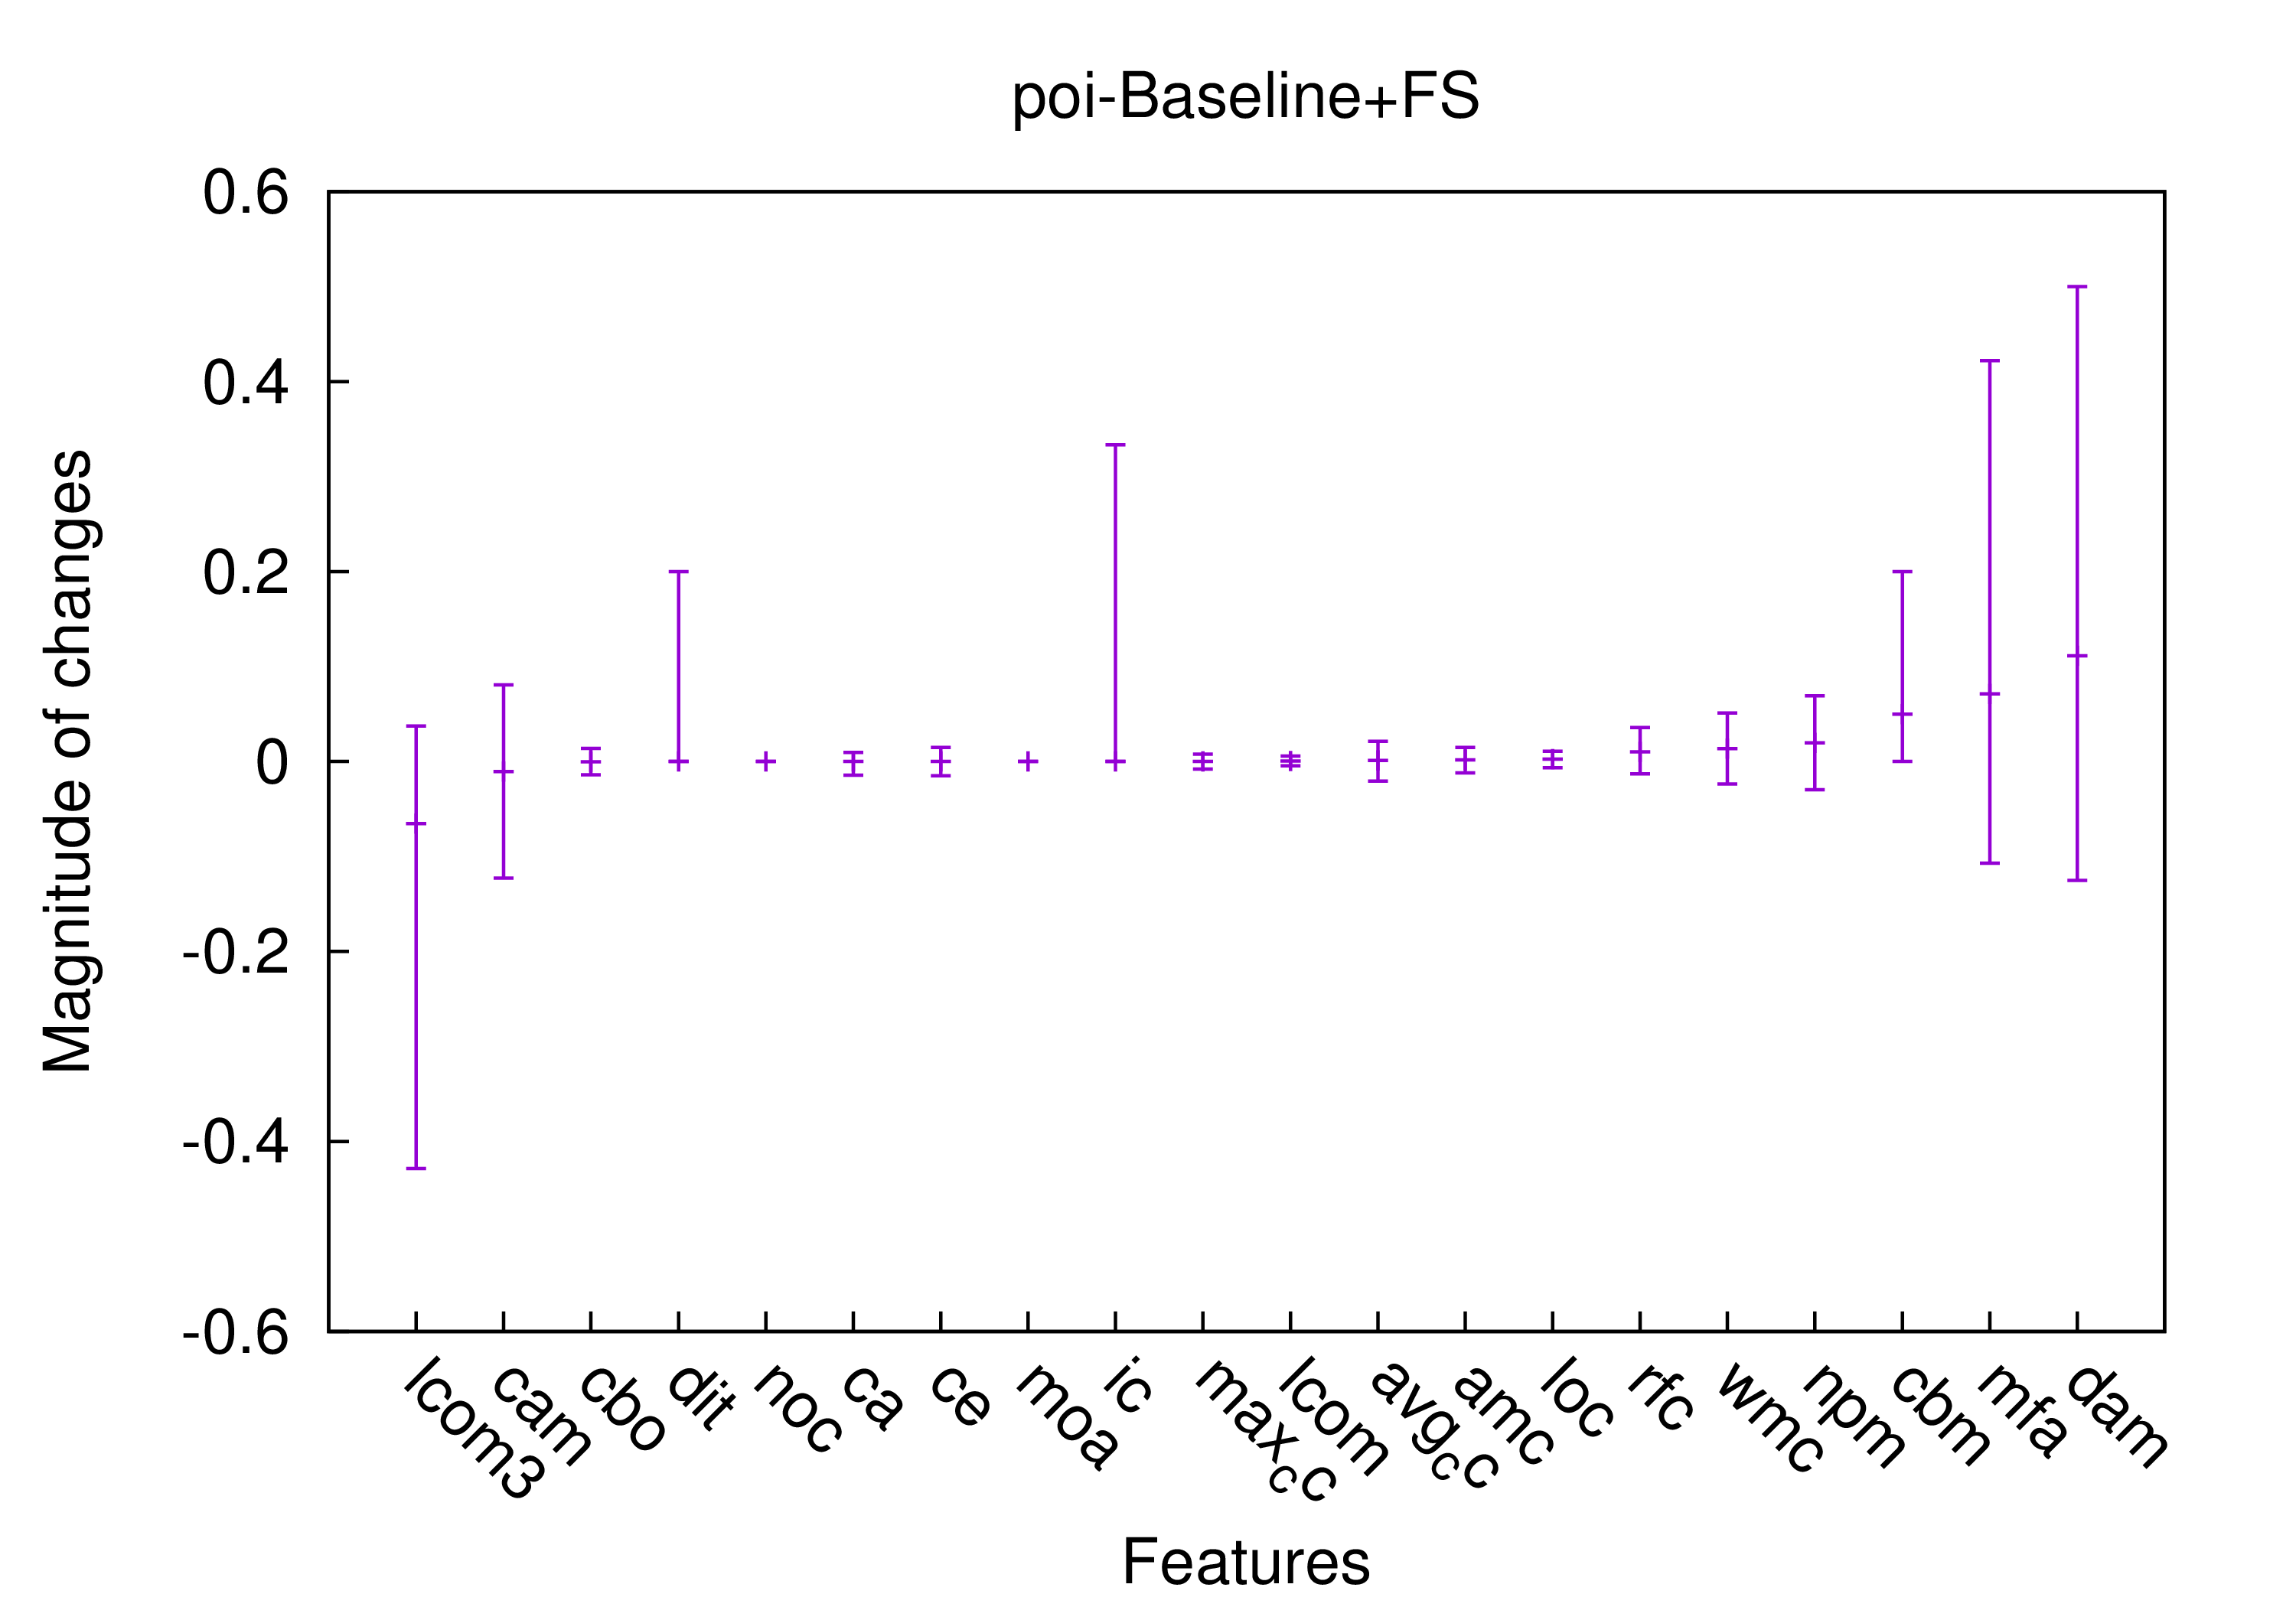 poi-Baseline+FS
0.6
0.4
0.2
0
-0.2
-0.4
-0.6
Magnitude of changes
lcom3
cam
cbo
dit
noc
ca
ce
moa
ic
max_cc
lcom
avg_cc
amc
loc
rfc
wmc
npm
cbm
mfa
dam
Features